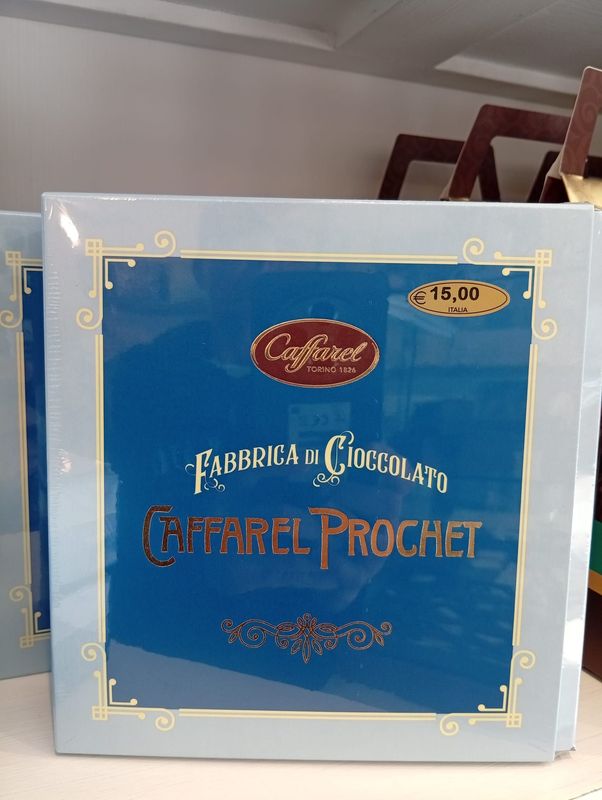 € 15,00
ITALIA
Caffarel
TORINO 1826
FABBRICA DI CIOCCOLATO
CAFFAREL PROCHET